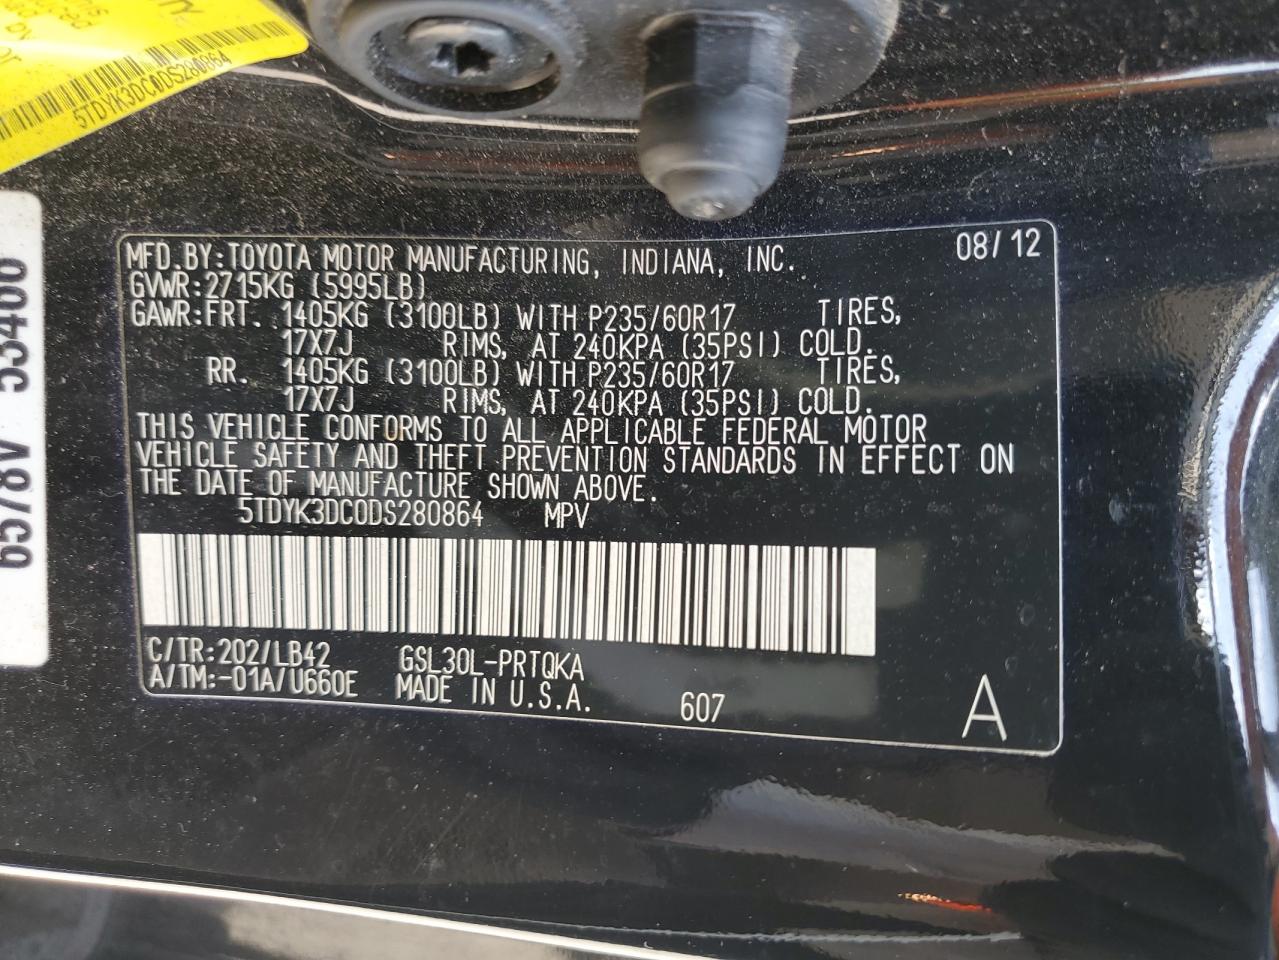 5TDYK3DC0DS280864
6578V 55466
MFD.BY:TOYOTA MOTOR MANUFACTURING, INDIANA, INC. 08/12
GVWR:2715KG (5995LB)
GAWR:FRT. 1405KG (3100LB) WITH P235/60R17 TIRES,
17X7J RIMS, AT 240KPA (35PSI) COLD.
RR. 1405KG (3100LB) WITH P235/60R17 TIRES,
17X7J RIMS, AT 240KPA (35PSI) COLD.
THIS VEHICLE CONFORMS TO ALL APPLICABLE FEDERAL MOTOR
VEHICLE SAFETY AND THEFT PREVENTION STANDARDS IN EFFECT ON
THE DATE OF MANUFACTURE SHOWN ABOVE.
5TDYK3DC0DS280864 MPV
C/TR:202/LB42 GSL30L-PRTQKA
A/TM:-01A/U660E MADE IN U.S.A. 607 A